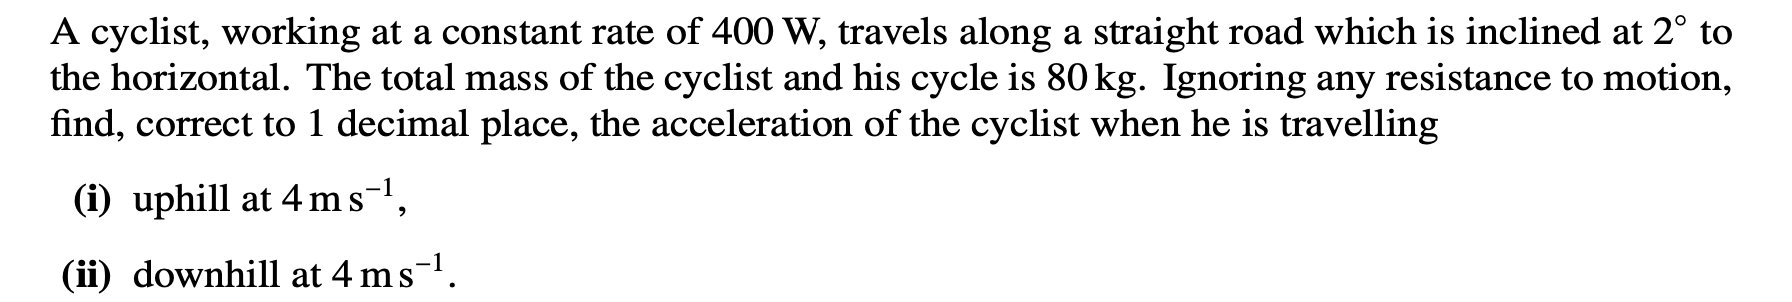 A cyclist, working at a constant rate of 400 W, travels along a straight road which is inclined at 2° to
the horizontal. The total mass of the cyclist and his cycle is 80 kg. Ignoring any resistance to motion,
find, correct to 1 decimal place, the acceleration of the cyclist when he is travelling
(i) uphill at 4 m s⁻¹,
(ii) downhill at 4 m s⁻¹.